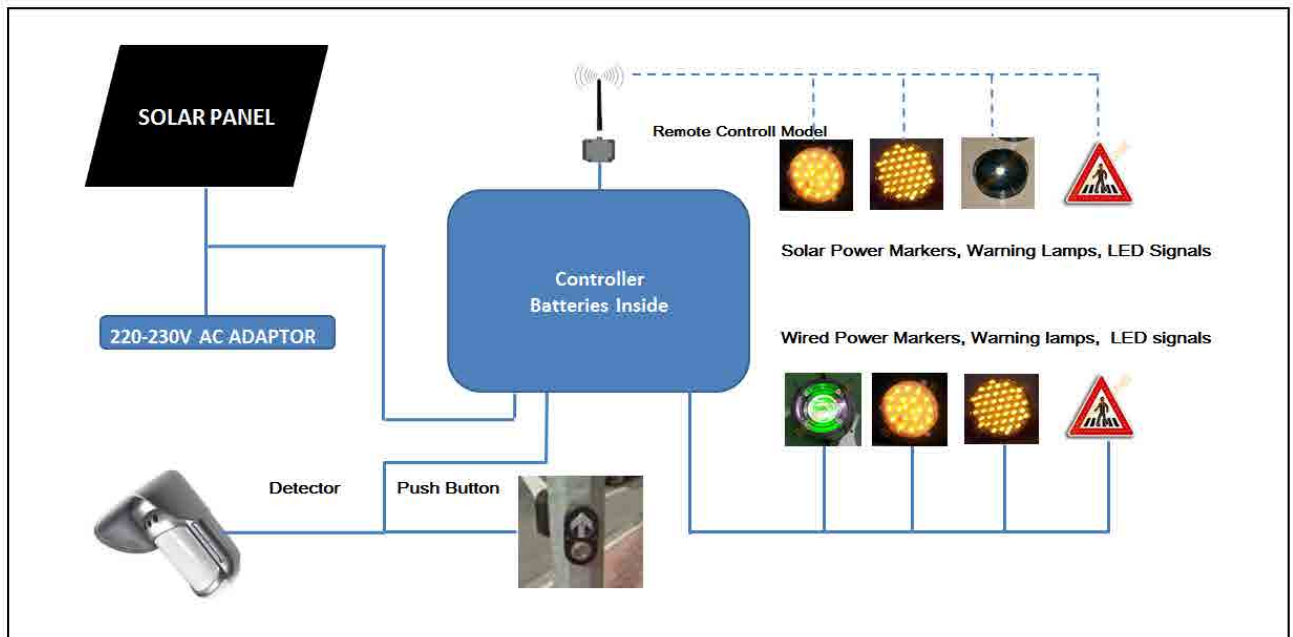 SOLAR PANEL
Remote Controll Model
Controller
Batteries Inside
Solar Power Markers, Warning Lamps, LED Signals
220-230V AC ADAPTOR
Wired Power Markers, Warning lamps, LED signals
Detector
Push Button